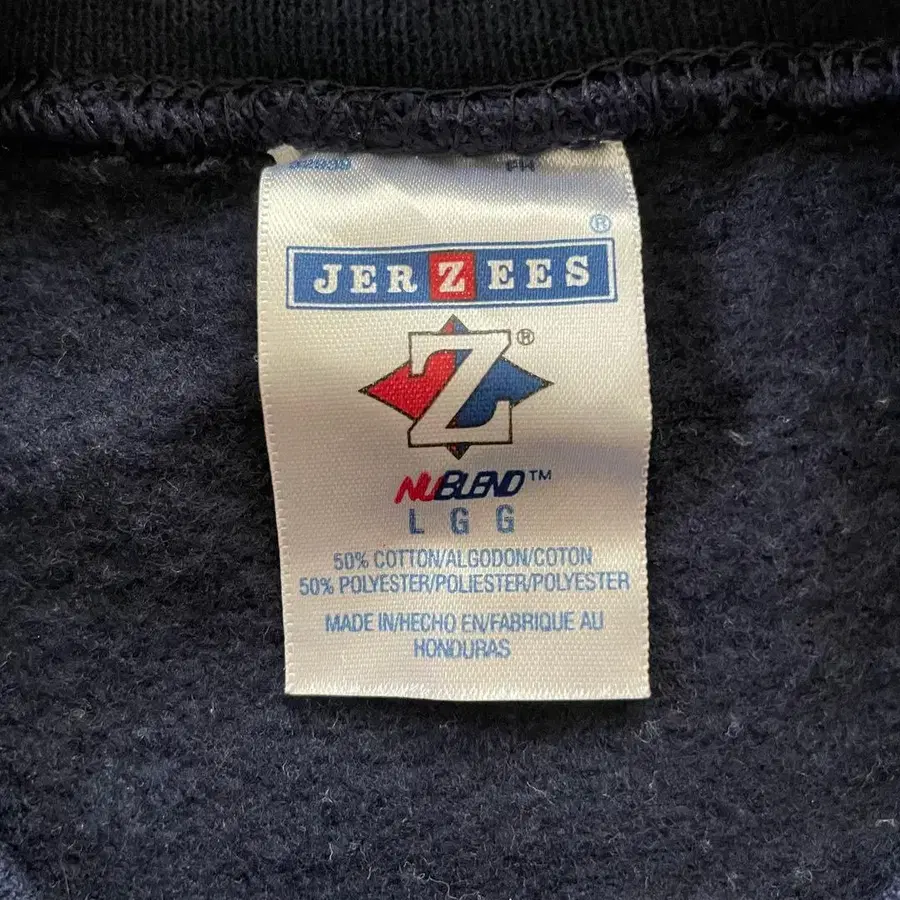 ®
JERZEES
Z®
NUBLEND™
L G G
50% COTTON/ALGODON/COTON
50% POLYESTER/POLIESTER/POLYESTER
MADE IN/HECHO EN/FABRIQUE AU
HONDURAS